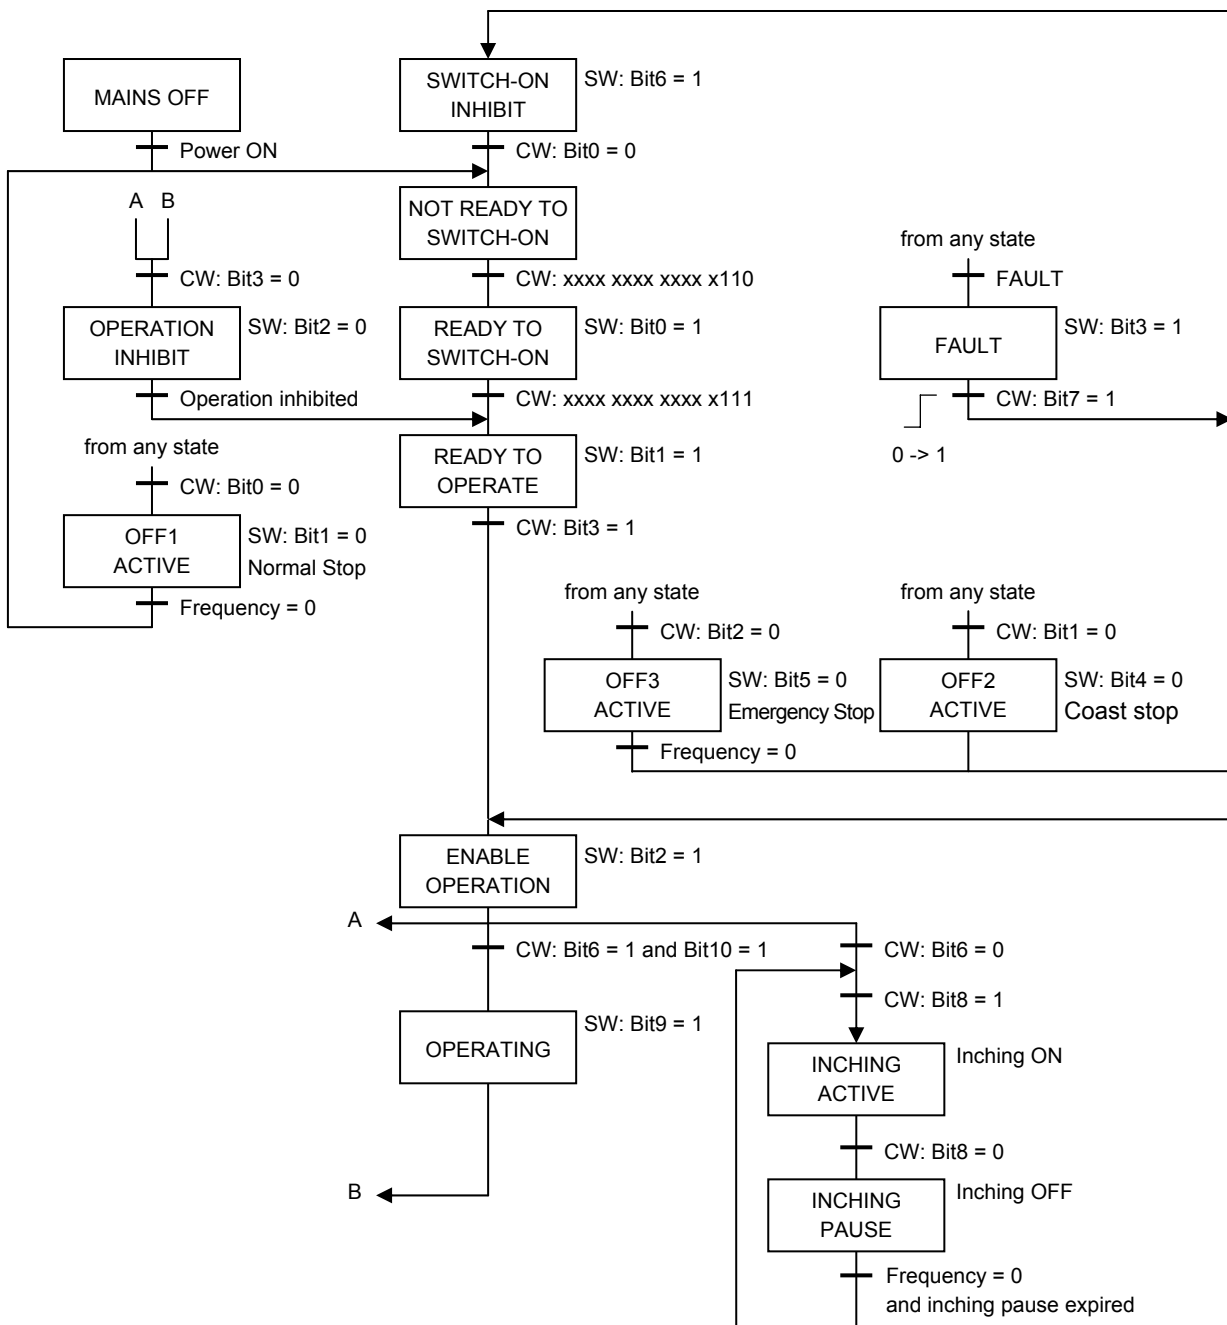 MAINS OFF
Power ON
SWITCH-ON
INHIBIT
SW: Bit6 = 1
CW: Bit0 = 0
NOT READY TO
SWITCH-ON
CW: xxxx xxxx xxxx x110
A B
CW: Bit3 = 0
OPERATION
INHIBIT
SW: Bit2 = 0
Operation inhibited
READY TO
SWITCH-ON
SW: Bit0 = 1
CW: xxxx xxxx xxxx x111
from any state
FAULT
FAULT
SW: Bit3 = 1
CW: Bit7 = 1
0 -> 1
READY TO
OPERATE
SW: Bit1 = 1
CW: Bit3 = 1
from any state
CW: Bit0 = 0
OFF1
ACTIVE
SW: Bit1 = 0
Normal Stop
Frequency = 0
from any state
CW: Bit2 = 0
OFF3
ACTIVE
SW: Bit5 = 0
Emergency Stop
Frequency = 0
from any state
CW: Bit1 = 0
OFF2
ACTIVE
SW: Bit4 = 0
Coast stop
ENABLE
OPERATION
SW: Bit2 = 1
A
CW: Bit6 = 1 and Bit10 = 1
CW: Bit6 = 0
CW: Bit8 = 1
OPERATING
SW: Bit9 = 1
INCHING
ACTIVE
Inching ON
CW: Bit8 = 0
B
INCHING
PAUSE
Inching OFF
Frequency = 0
and inching pause expired